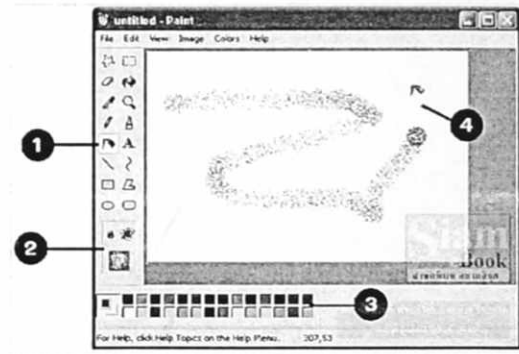 untitled - Paint
File Edit View Image Colors Help
1
A
4
2
Siam
Book
3
For Help, click Help Topics on the Help Menu.
307,53